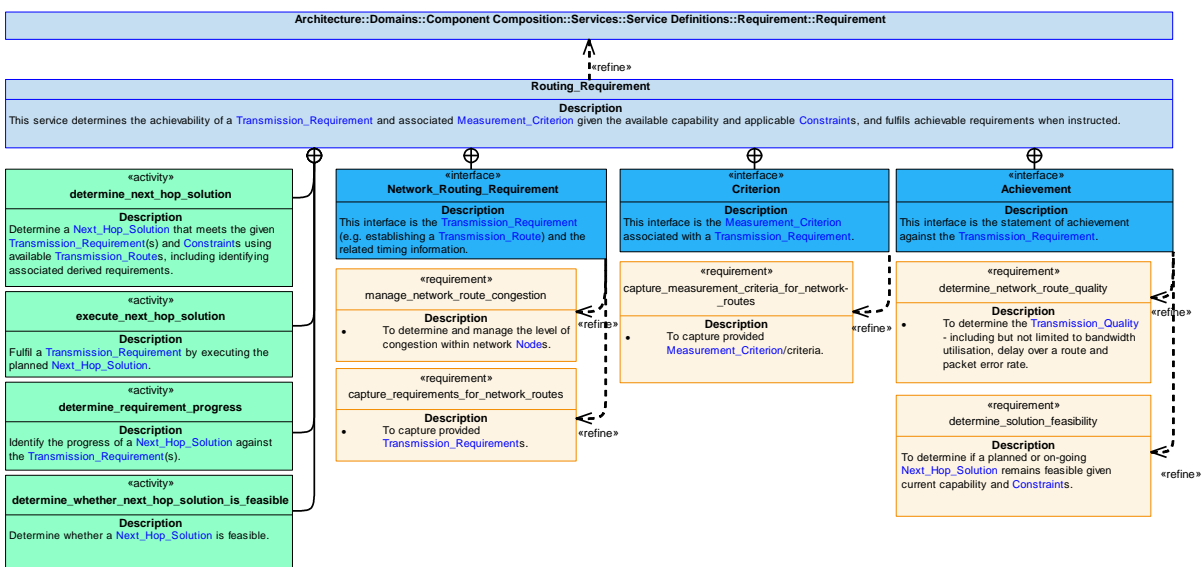 Architecture::Domains::Component Composition::Services::Service Definitions::Requirement::Requirement
«refine»
Routing_Requirement
Description
This service determines the achievability of a Transmission_Requirement and associated Measurement_Criterion given the available capability and applicable Constraints, and fulfils achievable requirements when instructed.
«activity»
determine_next_hop_solution
Description
Determine a Next_Hop_Solution that meets the given
Transmission_Requirement(s) and Constraints using
available Transmission_Routes, including identifying
associated derived requirements.
«activity»
execute_next_hop_solution
Description
Fulfil a Transmission_Requirement by executing the
planned Next_Hop_Solution.
«activity»
determine_requirement_progress
Description
Identify the progress of a Next_Hop_Solution against
the Transmission_Requirement(s).
«activity»
determine_whether_next_hop_solution_is_feasible
Description
Determine whether a Next_Hop_Solution is feasible.
«interface»
Network_Routing_Requirement
Description
This interface is the Transmission_Requirement
(e.g. establishing a Transmission_Route) and the
related timing information.
«requirement»
manage_network_route_congestion
Description
• To determine and manage the level of
congestion within network Nodes.
«refine»
«requirement»
capture_requirements_for_network_routes
Description
• To capture provided
Transmission_Requirements.
«refine»
«interface»
Criterion
Description
This interface is the Measurement_Criterion
associated with a Transmission_Requirement.
«requirement»
capture_measurement_criteria_for_network-
_routes
Description
• To capture provided
Measurement_Criterion/criteria.
«refine»
«interface»
Achievement
Description
This interface is the statement of achievement
against the Transmission_Requirement.
«requirement»
determine_network_route_quality
Description
• To determine the Transmission_Quality
- including but not limited to bandwidth
utilisation, delay over a route and
packet error rate.
«refine»
«requirement»
determine_solution_feasibility
Description
To determine if a planned or on-going
Next_Hop_Solution remains feasible given
current capability and Constraints.
«refine»